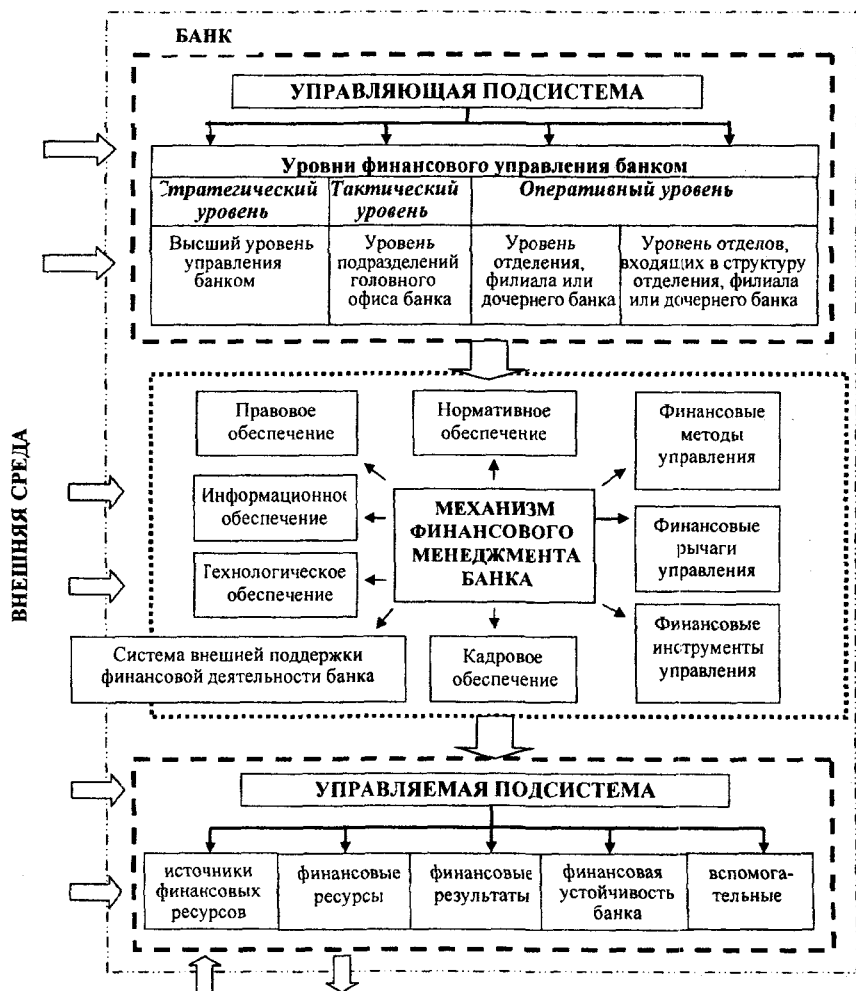 БАНК
УПРАВЛЯЮЩАЯ ПОДСИСТЕМА
Уровни финансового управления банком
Стратегический
уровень
Тактический
уровень
Оперативный уровень
Высший уровень
управления
банком
Уровень
подразделений
головного
офиса банка
Уровень
отделения,
филиала или
дочернего банка
Уровень отделов,
входящих в структуру
отделения, филиала
или дочернего банка
ВНЕШНЯЯ СРЕДА
Правовое
обеспечение
Нормативное
обеспечение
Финансовые
методы
управления
Информационное
обеспечение
МЕХАНИЗМ
ФИНАНСОВОГО
МЕНЕДЖМЕНТА
БАНКА
Финансовые
рычаги
управления
Технологическое
обеспечение
Система внешней поддержки
финансовой деятельности банка
Кадровое
обеспечение
Финансовые
инструменты
управления
УПРАВЛЯЕМАЯ ПОДСИСТЕМА
источники
финансовых
ресурсов
финансовые
ресурсы
финансовые
результаты
финансовая
устойчивость
банка
вспомога-
тельные